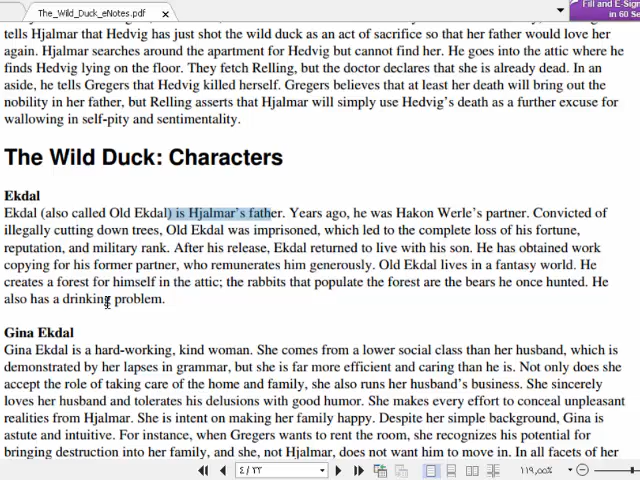 The_Wild_Duck_eNotes.pdf
Fill and E-Sign
in 60 Se
tells Hjalmar that Hedvig has just shot the wild duck as an act of sacrifice so that her father would love her
again. Hjalmar searches around the apartment for Hedvig but cannot find her. He goes into the attic where he
finds Hedvig lying on the floor. They fetch Relling, but the doctor declares that she is already dead. In an
aside, he tells Gregers that Hedvig killed herself. Gregers believes that at least her death will bring out the
nobility in her father, but Relling asserts that Hjalmar will simply use Hedvig's death as a further excuse for
wallowing in self-pity and sentimentality.
The Wild Duck: Characters
Ekdal
Ekdal (also called Old Ekdal) is Hjalmar's father. Years ago, he was Hakon Werle's partner. Convicted of
illegally cutting down trees, Old Ekdal was imprisoned, which led to the complete loss of his fortune,
reputation, and military rank. After his release, Ekdal returned to live with his son. He has obtained work
copying for his former partner, who remunerates him generously. Old Ekdal lives in a fantasy world. He
creates a forest for himself in the attic; the rabbits that populate the forest are the bears he once hunted. He
also has a drinking problem.
Gina Ekdal
Gina Ekdal is a hard-working, kind woman. She comes from a lower social class than her husband, which is
demonstrated by her lapses in grammar, but she is far more efficient and caring than he is. Not only does she
accept the role of taking care of the home and family, she also runs her husband's business. She sincerely
loves her husband and tolerates his delusions with good humor. She makes every effort to conceal unpleasant
realities from Hjalmar. She is intent on making her family happy. Despite her simple background, Gina is
astute and intuitive. For instance, when Gregers wants to rent the room, she recognizes his potential for
bringing destruction into her family, and she, not Hjalmar, does not want him to move in. In all facets of her
٤/٢٢
١١٩,٠٠%